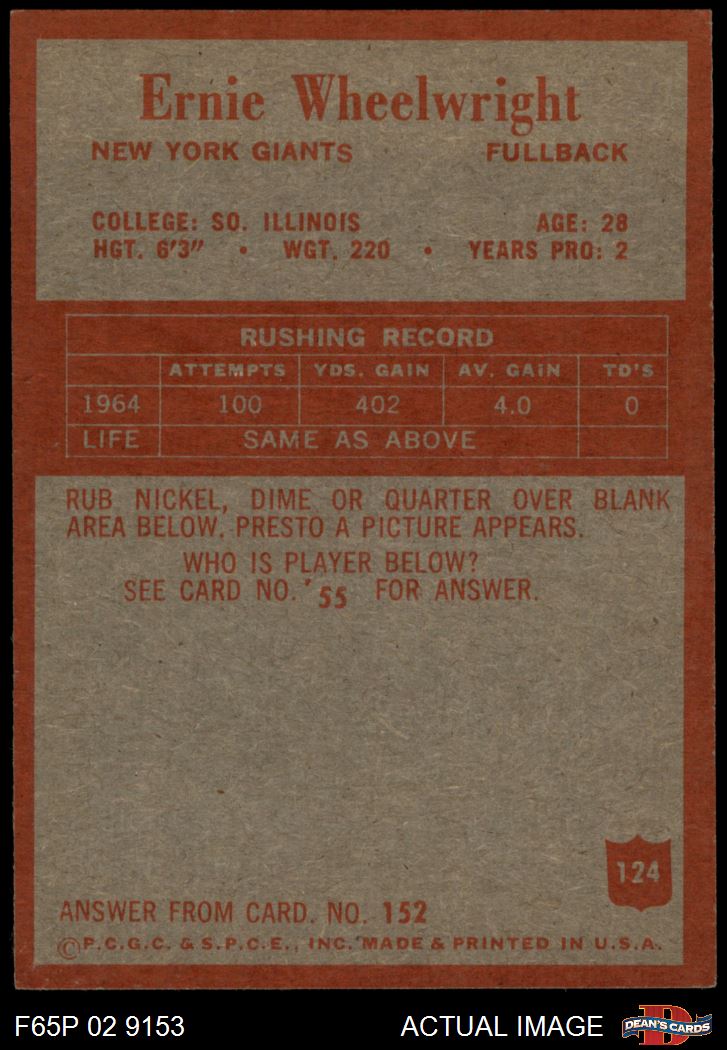 Ernie Wheelwright
NEW YORK GIANTS FULLBACK
COLLEGE: SO. ILLINOIS AGE: 28
HGT. 6'3" • WGT. 220 • YEARS PRO: 2
RUSHING RECORD
ATTEMPTS YDS. GAIN AV. GAIN TD'S
1964 100 402 4.0 0
LIFE SAME AS ABOVE
RUB NICKEL, DIME OR QUARTER OVER BLANK
AREA BELOW. PRESTO A PICTURE APPEARS.
WHO IS PLAYER BELOW?
SEE CARD NO. 55 FOR ANSWER.
124
ANSWER FROM CARD. NO. 152
©P.C.G.C. & S.P.C.E., INC. MADE & PRINTED IN U.S.A.
F65P 02 9153 ACTUAL IMAGE D DEAN'S CARDS